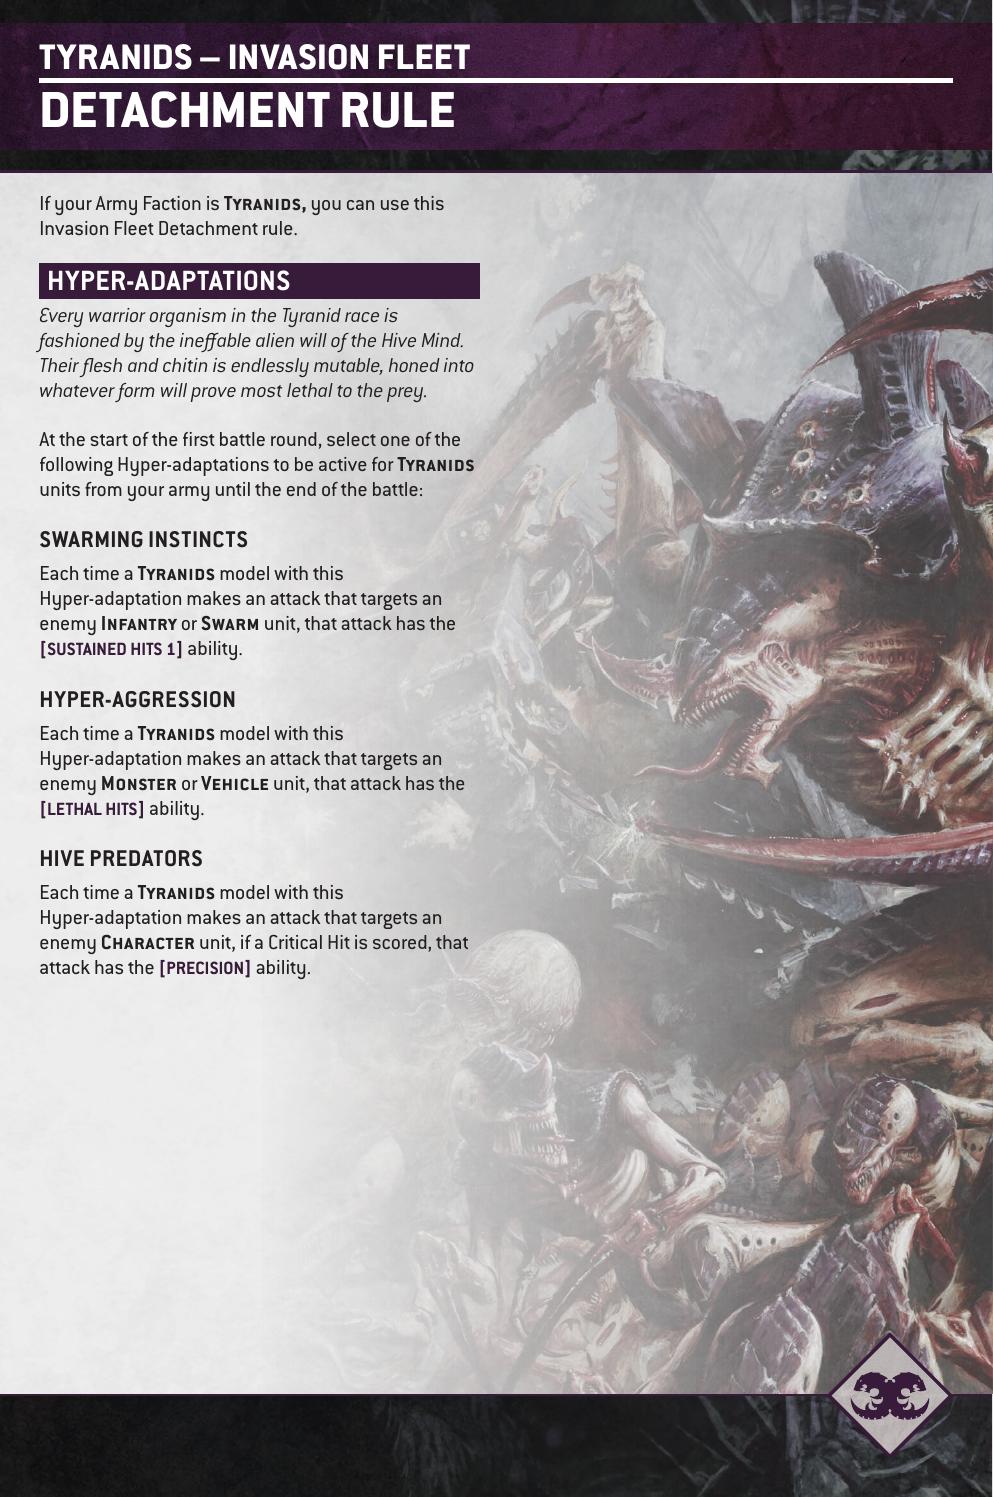 TYRANIDS – INVASION FLEET
DETACHMENT RULE
If your Army Faction is TYRANIDS, you can use this
Invasion Fleet Detachment rule.
HYPER-ADAPTATIONS
Every warrior organism in the Tyranid race is
fashioned by the ineffable alien will of the Hive Mind.
Their flesh and chitin is endlessly mutable, honed into
whatever form will prove most lethal to the prey.
At the start of the first battle round, select one of the
following Hyper-adaptations to be active for TYRANIDS
units from your army until the end of the battle:
SWARMING INSTINCTS
Each time a TYRANIDS model with this
Hyper-adaptation makes an attack that targets an
enemy INFANTRY or SWARM unit, that attack has the
[SUSTAINED HITS 1] ability.
HYPER-AGGRESSION
Each time a TYRANIDS model with this
Hyper-adaptation makes an attack that targets an
enemy MONSTER or VEHICLE unit, that attack has the
[LETHAL HITS] ability.
HIVE PREDATORS
Each time a TYRANIDS model with this
Hyper-adaptation makes an attack that targets an
enemy CHARACTER unit, if a Critical Hit is scored, that
attack has the [PRECISION] ability.